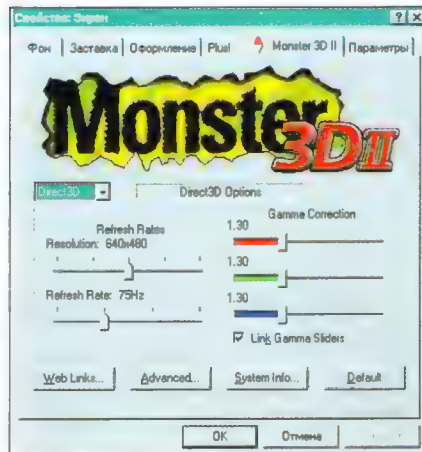 Свойства: Экран
Фон Заставка Оформление Plus! Monster 3D II Параметры
Monster
3D II
Direct3D
Direct3D Options
Refresh Rates
Resolution: 640x480
Refresh Rate: 75Hz
Gamma Correction
1.30
1.30
1.30
Link Gamma Sliders
Web Links... Advanced... System Info... Default
OK Отмена